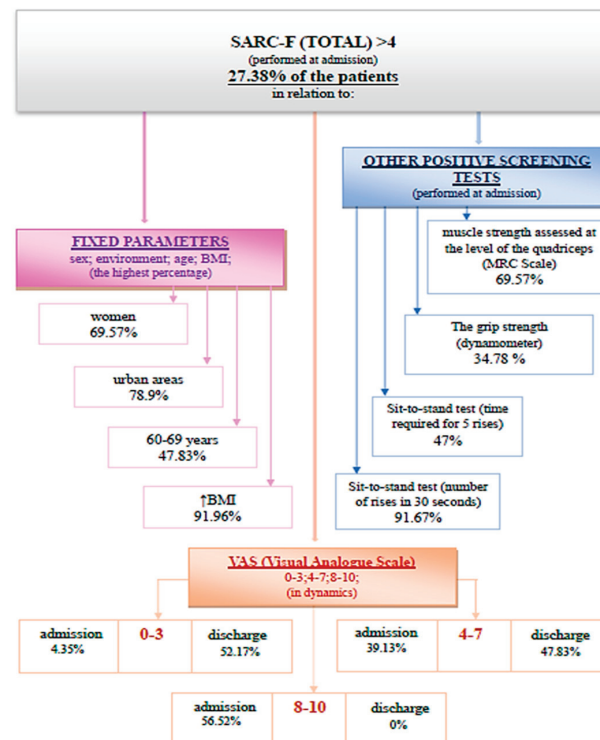 SARC-F (TOTAL) >4
(performed at admission)
27.38% of the patients
in relation to:
OTHER POSITIVE SCREENING
TESTS
(performed at admission)
muscle strength assessed at
the level of the quadriceps
(MRC Scale)
69.57%
The grip strength
(dynamometer)
34.78 %
Sit-to-stand test (time
required for 5 rises)
47%
Sit-to-stand test (number
of rises in 30 seconds)
91.67%
FIXED PARAMETERS
sex; environment; age; BMI;
(the highest percentage)
women
69.57%
urban areas
78.9%
60-69 years
47.83%
↑BMI
91.96%
VAS (Visual Analogue Scale)
0-3;4-7;8-10;
(in dynamics)
admission
4.35%
0-3
discharge
52.17%
admission
39.13%
4-7
discharge
47.83%
admission
56.52%
8-10
discharge
0%